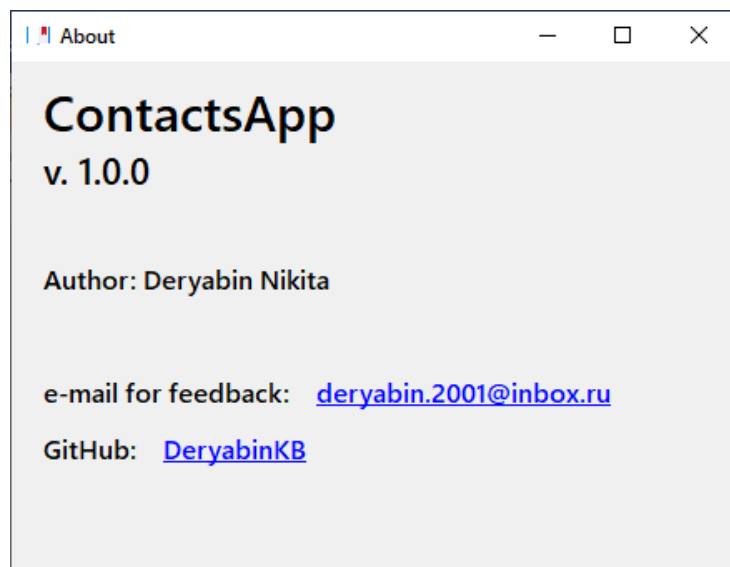 About
ContactsApp
v. 1.0.0
Author: Deryabin Nikita
e-mail for feedback: deryabin.2001@inbox.ru
GitHub: DeryabinKB